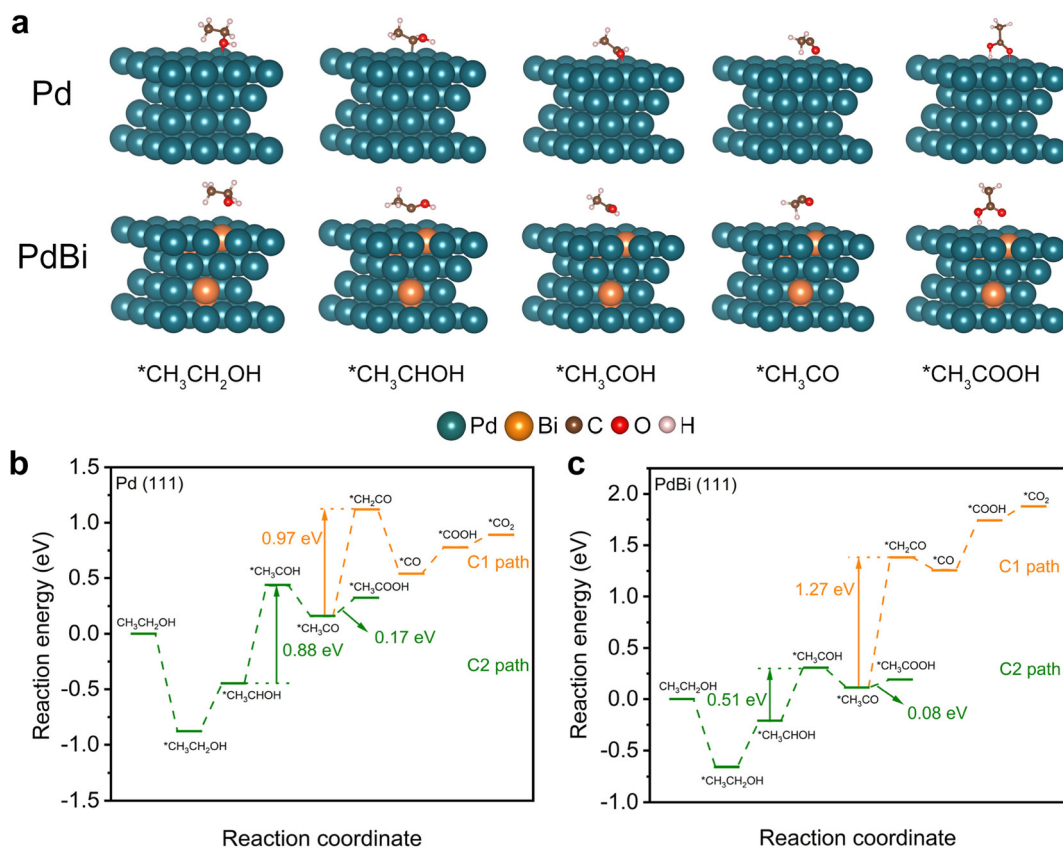 a
Pd
PdBi
*CH₃CH₂OH *CH₃CHOH *CH₃COH *CH₃CO *CH₃COOH
Pd Bi C O H
b
Pd (111)
Reaction energy (eV)
1.5
1.0
0.5
0.0
-0.5
-1.0
-1.5
CH₃CH₂OH
*CH₃CH₂OH
*CH₃CHOH
*CH₃COH
0.88 eV
*CH₃CO
0.97 eV
*CH₂CO
*CO
*COOH
*CO₂
C1 path
*CH₃COOH
0.17 eV
C2 path
Reaction coordinate
c
PdBi (111)
Reaction energy (eV)
2.0
1.5
1.0
0.5
0.0
-0.5
-1.0
CH₃CH₂OH
*CH₃CH₂OH
*CH₃CHOH
0.51 eV
*CH₃COH
*CH₃CO
1.27 eV
*CH₂CO
*CO
*COOH
*CO₂
C1 path
*CH₃COOH
0.08 eV
C2 path
Reaction coordinate